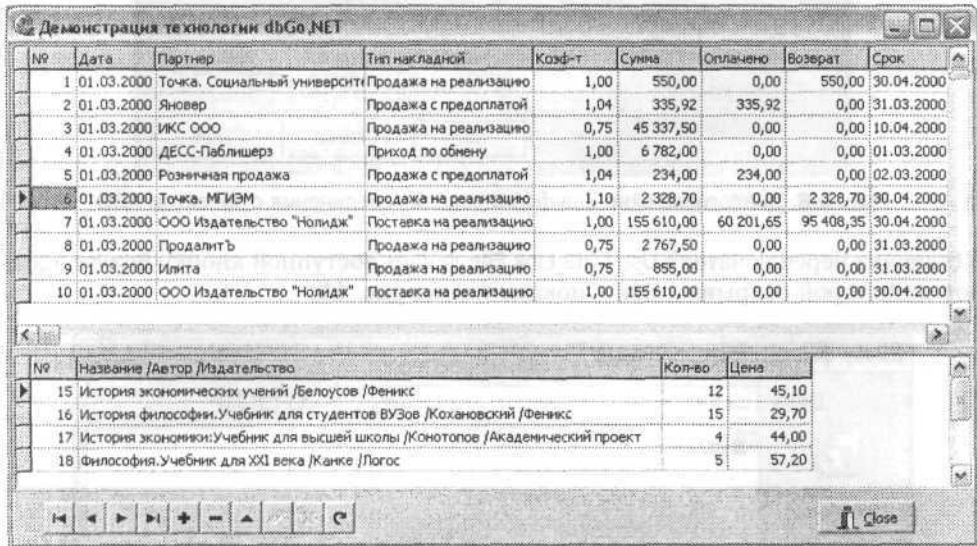 Демонстрация технологии dbGo.NET
№ Дата Партнер Тип накладной Коэф-т Сумма Оплачено Возврат Срок
1 01.03.2000 Точка. Социальный университе Продажа на реализацию 1,00 550,00 0,00 550,00 30.04.2000
2 01.03.2000 Яновер Продажа с предоплатой 1,04 335,92 335,92 0,00 31.03.2000
3 01.03.2000 ИКС ООО Продажа на реализацию 0,75 45 337,50 0,00 0,00 10.04.2000
4 01.03.2000 ДЕСС-Паблишерз Приход по обмену 1,00 6 782,00 0,00 0,00 01.03.2000
5 01.03.2000 Розничная продажа Продажа с предоплатой 1,04 234,00 234,00 0,00 02.03.2000
6 01.03.2000 Точка. МГИЭМ Продажа на реализацию 1,10 2 328,70 0,00 2 328,70 30.04.2000
7 01.03.2000 ООО Издательство "Нолидж" Поставка на реализацию 1,00 155 610,00 60 201,65 95 408,35 30.04.2000
8 01.03.2000 ПродалитЪ Продажа на реализацию 0,75 2 767,50 0,00 0,00 31.03.2000
9 01.03.2000 Илита Продажа на реализацию 0,75 855,00 0,00 0,00 31.03.2000
10 01.03.2000 ООО Издательство "Нолидж" Поставка на реализацию 1,00 155 610,00 0,00 0,00 30.04.2000
№ Название /Автор /Издательство Кол-во Цена
15 История экономических учений /Белоусов /Феникс 12 45,10
16 История философии.Учебник для студентов ВУЗов /Кохановский /Феникс 15 29,70
17 История экономики:Учебник для высшей школы /Конотопов /Академический проект 4 44,00
18 Философия.Учебник для XXI века /Канке /Логос 5 57,20
Close